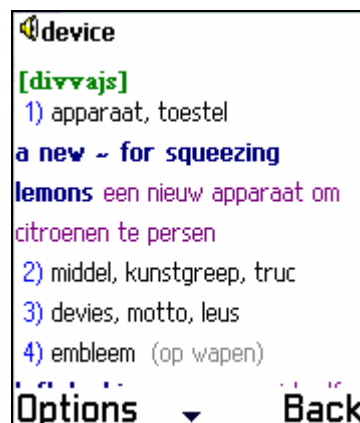 device
[divvajs]
1) apparaat, toestel
a new ~ for squeezing
lemons een nieuw apparaat om
citroenen te persen
2) middel, kunstgreep, truc
3) devies, motto, leus
4) embleem (op wapen)
Options Back